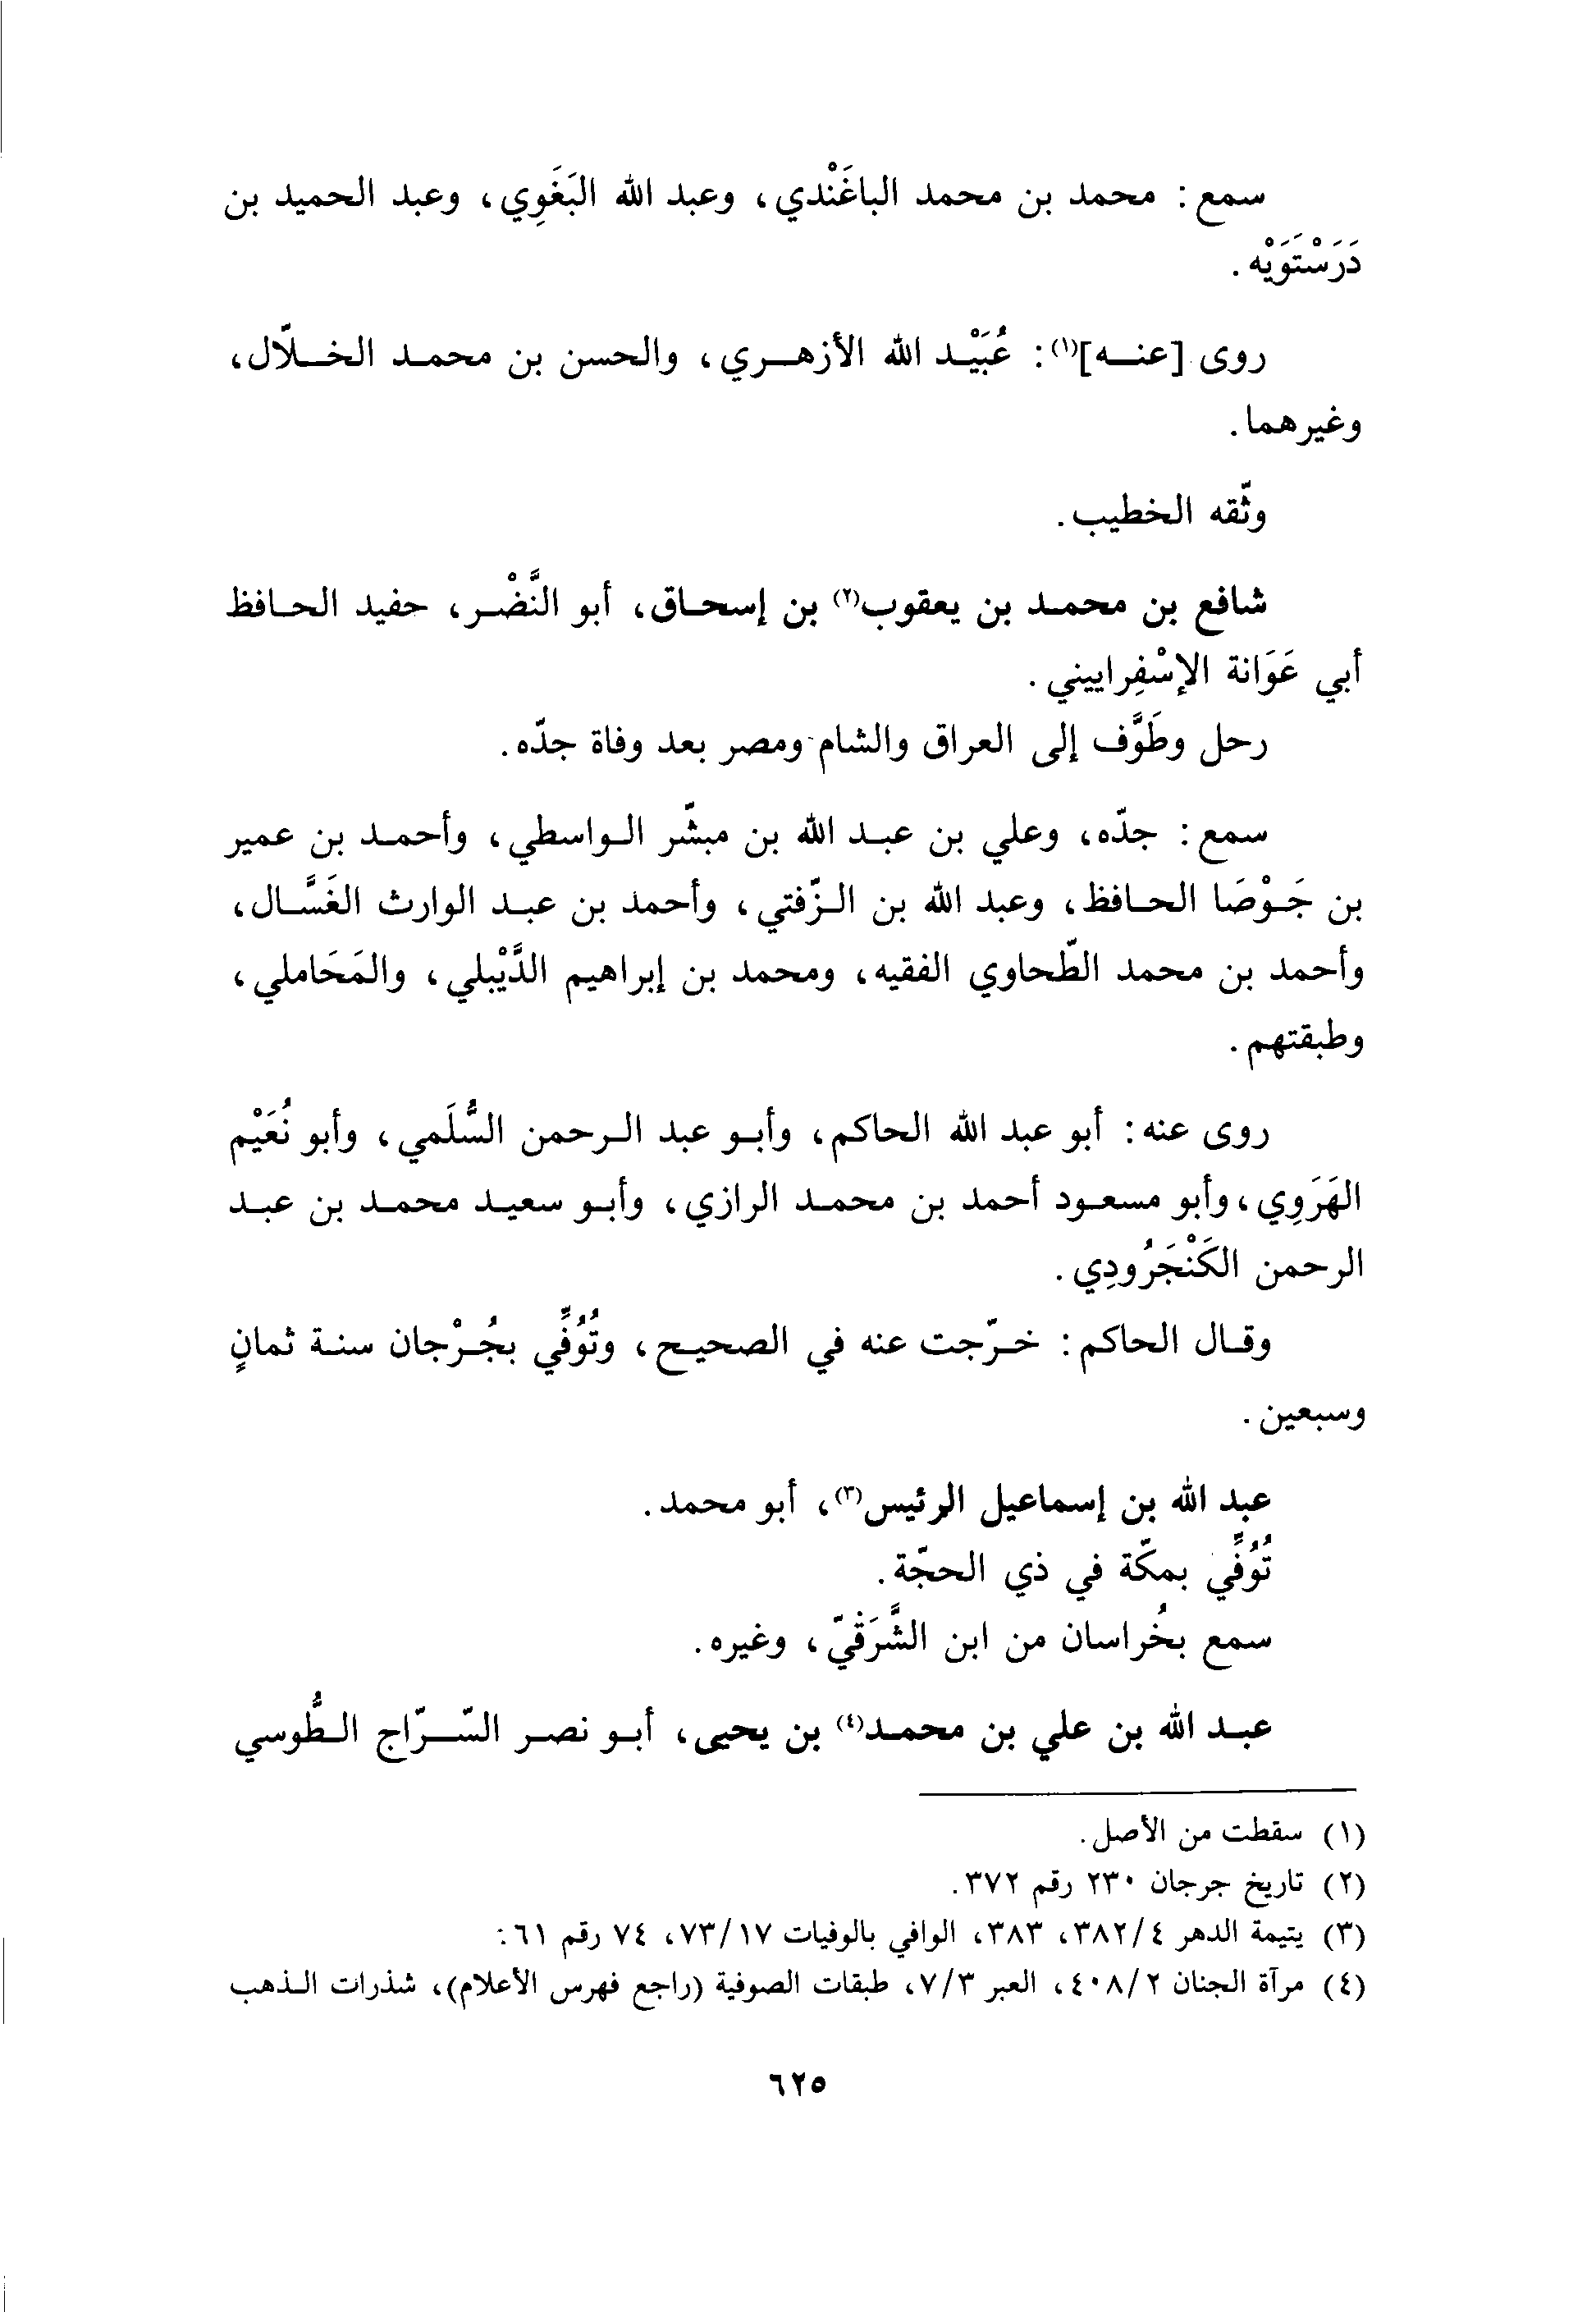 سمع : محمد بن محمد الباغَنْدي، وعبد الله البَغَوِي، وعبد الحميد بن
دَرَسْتَوَيْه .
روى [عنه](١) : عُبَيْد الله الأزهري، والحسن بن محمد الخلّال،
وغيرهما .
وثّقه الخطيب .
شافع بن محمد بن يعقوب(٢) بن إسحاق، أبو النَّضْر، حفيد الحافظ
أبي عَوَانة الإسْفِراييني .
رحل وطَوَّف إلى العراق والشام ومصر بعد وفاة جدّه.
سمع : جدّه، وعلي بن عبد الله بن مبشّر الواسطي، وأحمد بن عمير
بن جَوْصَا الحافظ، وعبد الله بن الزّفتي، وأحمد بن عبد الوارث الغَسَّال،
وأحمد بن محمد الطّحاوي الفقيه، ومحمد بن إبراهيم الدَّيْبلي، والمَحَاملي،
وطبقتهم .
روى عنه : أبو عبد الله الحاكم، وأبو عبد الرحمن السُّلَمي، وأبو نُعَيْم
الهَرَوِي، وأبو مسعود أحمد بن محمد الرازي، وأبو سعيد محمد بن عبد
الرحمن الكَنْجَرُودِي .
وقال الحاكم : خرّجت عنه في الصحيح، وتُوُفِّي بجُرْجان سنة ثمانٍ
وسبعين .
عبد الله بن إسماعيل الرئيس(٣)، أبو محمد.
تُوُفِّي بمكّة في ذي الحجّة.
سمع بخُراسان من ابن الشَّرَقْيّ، وغيره.
عبد الله بن علي بن محمد(٤) بن يحيى، أبو نصر السّرّاج الطُّوسي
(١) سقطت من الأصل.
(٢) تاريخ جرجان ٢٣٠ رقم ٣٧٢.
(٣) يتيمة الدهر ٣٨٢/٤، ٣٨٣، الوافي بالوفيات ٧٣/١٧، ٧٤ رقم ٦١:
(٤) مرآة الجنان ٤٠٨/٢، العبر ٧/٣، طبقات الصوفية (راجع فهرس الأعلام)، شذرات الذهب
٦٢٥